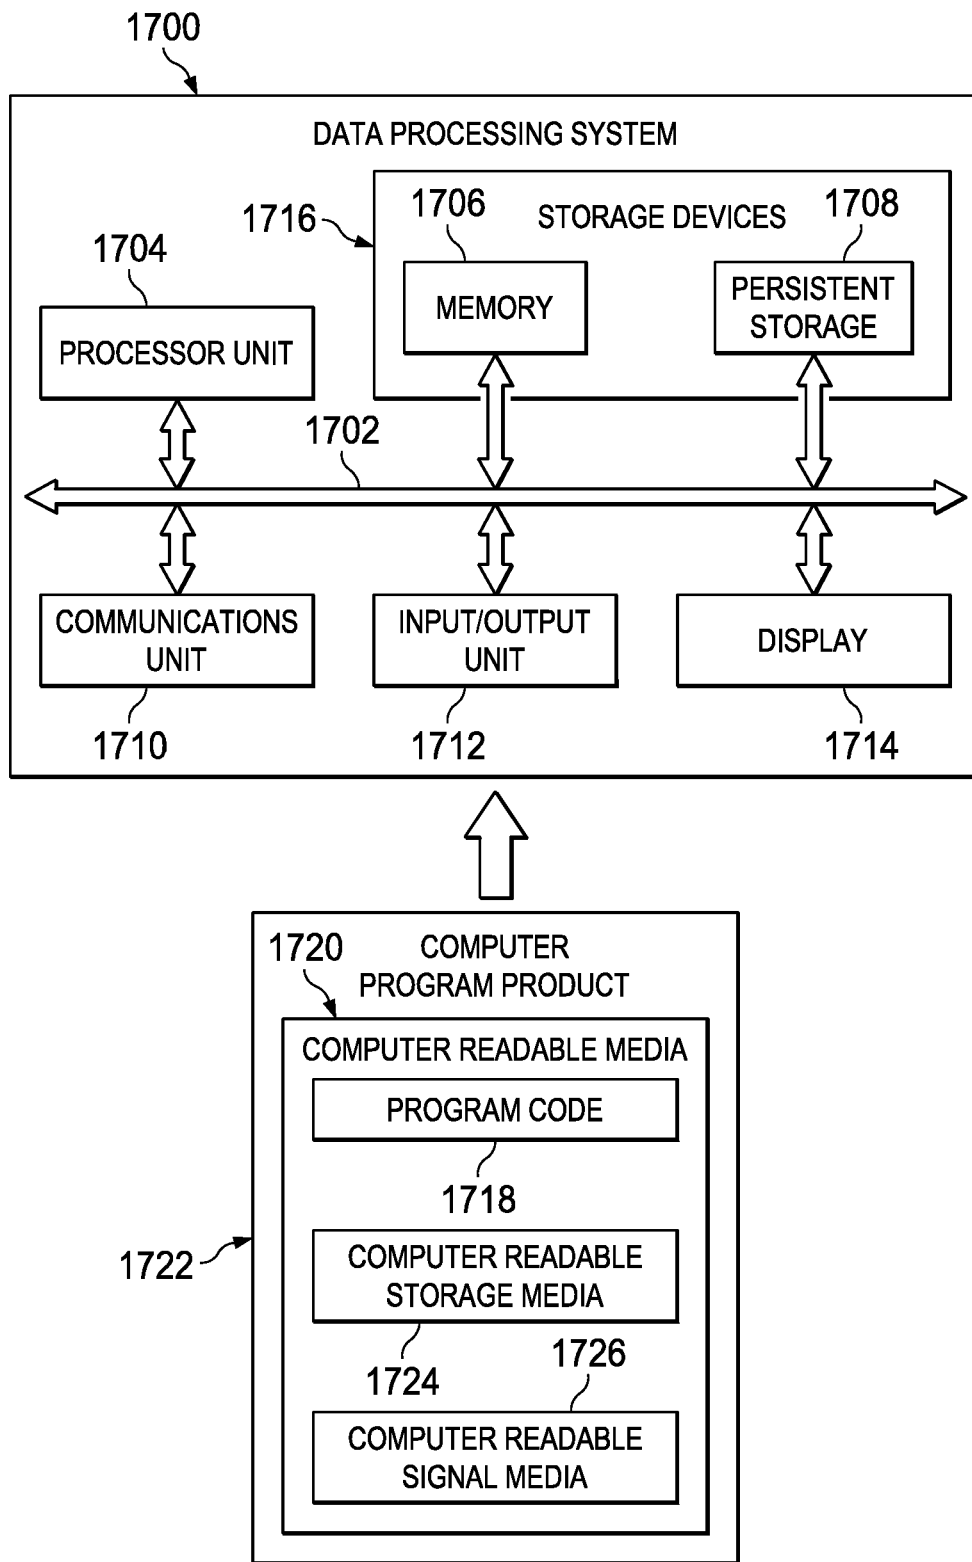 1700
DATA PROCESSING SYSTEM
1716
1706
STORAGE DEVICES
1708
1704
MEMORY
PERSISTENT
STORAGE
PROCESSOR UNIT
1702
COMMUNICATIONS
UNIT
INPUT/OUTPUT
UNIT
DISPLAY
1710
1712
1714
1720
COMPUTER
PROGRAM PRODUCT
COMPUTER READABLE MEDIA
PROGRAM CODE
1718
1722
COMPUTER READABLE
STORAGE MEDIA
1724
1726
COMPUTER READABLE
SIGNAL MEDIA